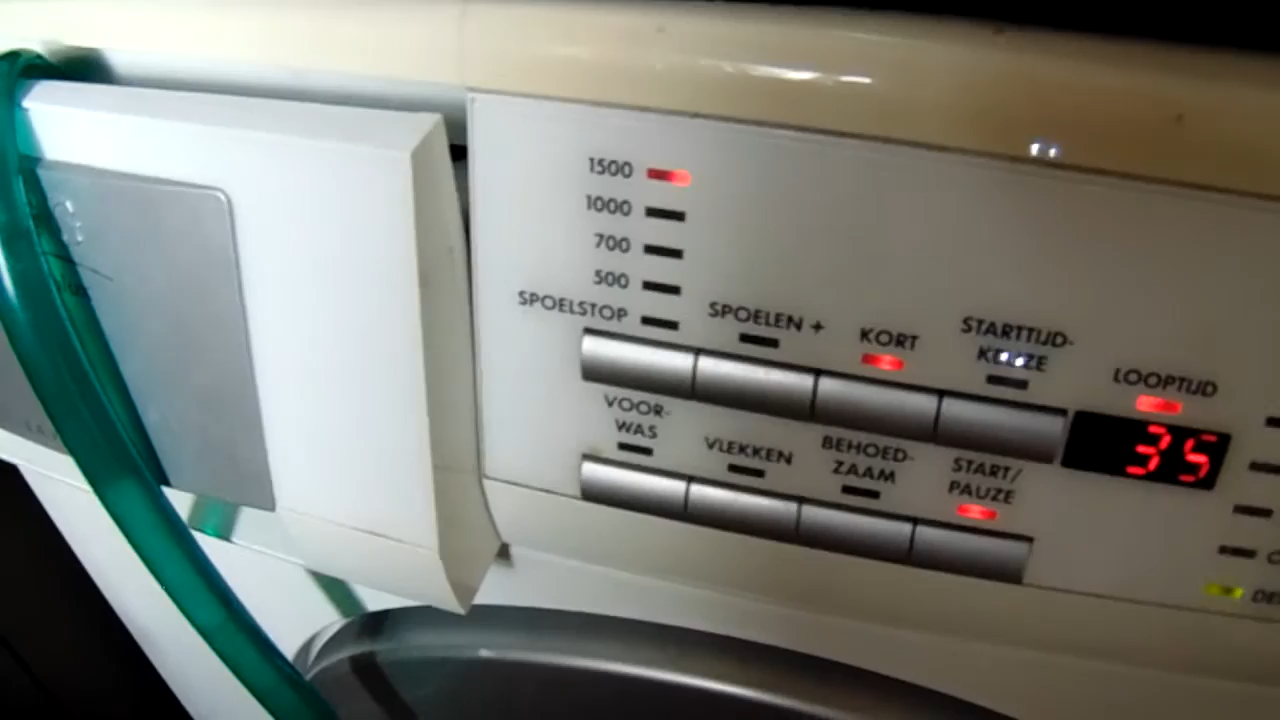 1500
1000
700
500
SPOELSTOP
SPOELEN +
KORT
STARTTIJD-
KEUZE
LOOPTIJD
35
VOOR-
WAS
VLEKKEN
BEHOED-
ZAAM
START/
PAUZE